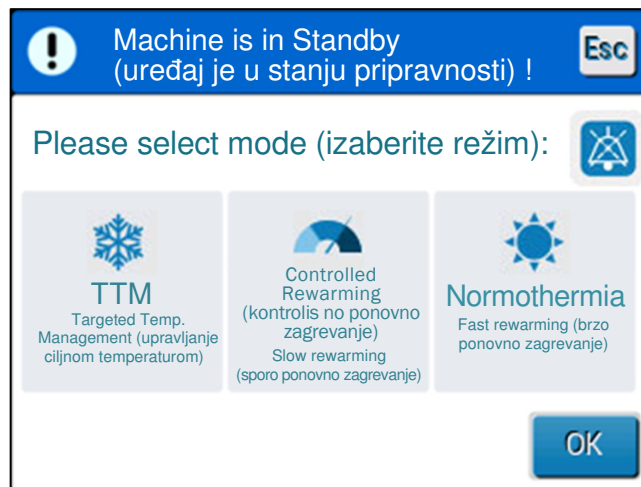 Machine is in Standby
(uređaj je u stanju pripravnosti) !
Esc
Please select mode (izaberite režim):
TTM
Targeted Temp.
Management (upravljanje
ciljnom temperaturom)
Controlled
Rewarming
(kontrolis no ponovno
zagrevanje)
Slow rewarming
(sporo ponovno zagrevanje)
Normothermia
Fast rewarming (brzo
ponovno zagrevanje)
OK